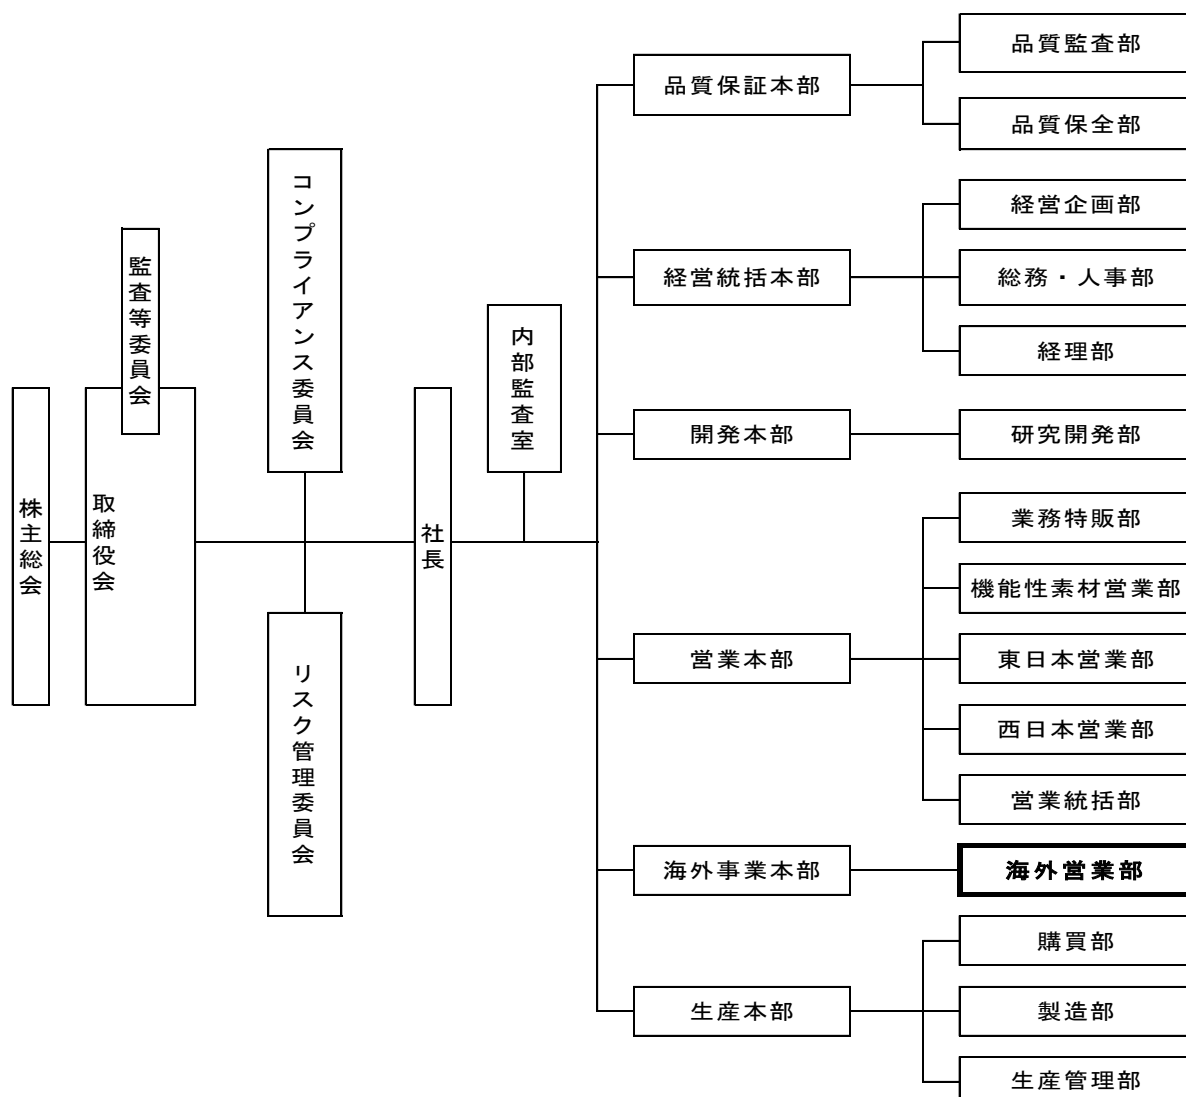 株主総会
取締役会
監査等委員会
コンプライアンス委員会
リスク管理委員会
社長
内部監査室
品質保証本部
品質監査部
品質保全部
経営統括本部
経営企画部
総務・人事部
経理部
開発本部
研究開発部
営業本部
業務特販部
機能性素材営業部
東日本営業部
西日本営業部
営業統括部
海外事業本部
海外営業部
生産本部
購買部
製造部
生産管理部